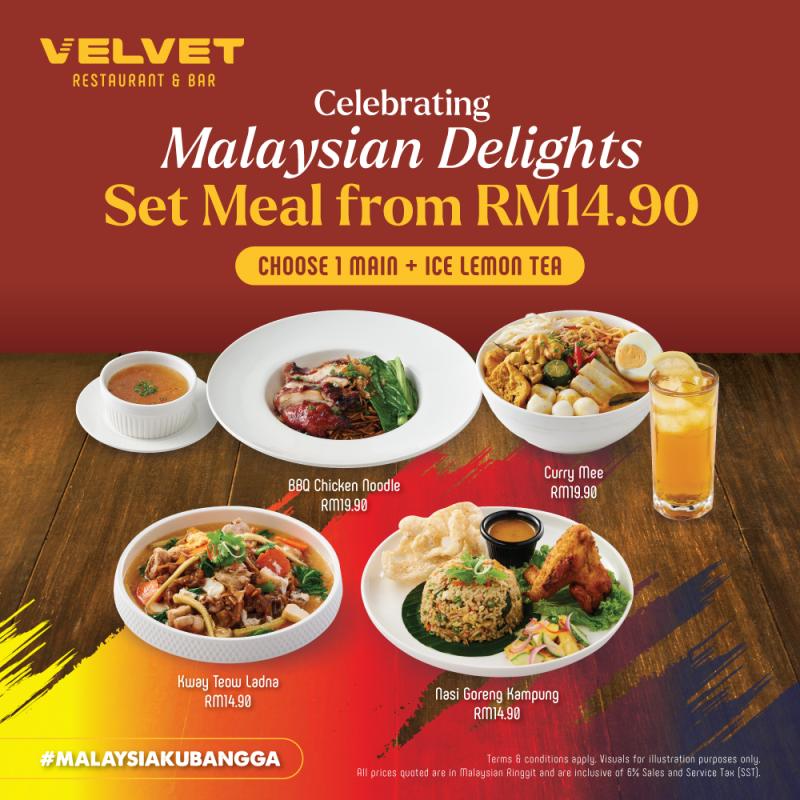 VELVET
RESTAURANT & BAR
Celebrating
Malaysian Delights
Set Meal from RM14.90
CHOOSE 1 MAIN + ICE LEMON TEA
BBQ Chicken Noodle
RM19.90
Curry Mee
RM19.90
Kway Teow Ladna
RM14.90
Nasi Goreng Kampung
RM14.90
#MALAYSIAKUBANGGA
Terms & conditions apply. Visuals for illustration purposes only.
All prices quoted are in Malaysian Ringgit and are inclusive of 6% Sales and Service Tax (SST).